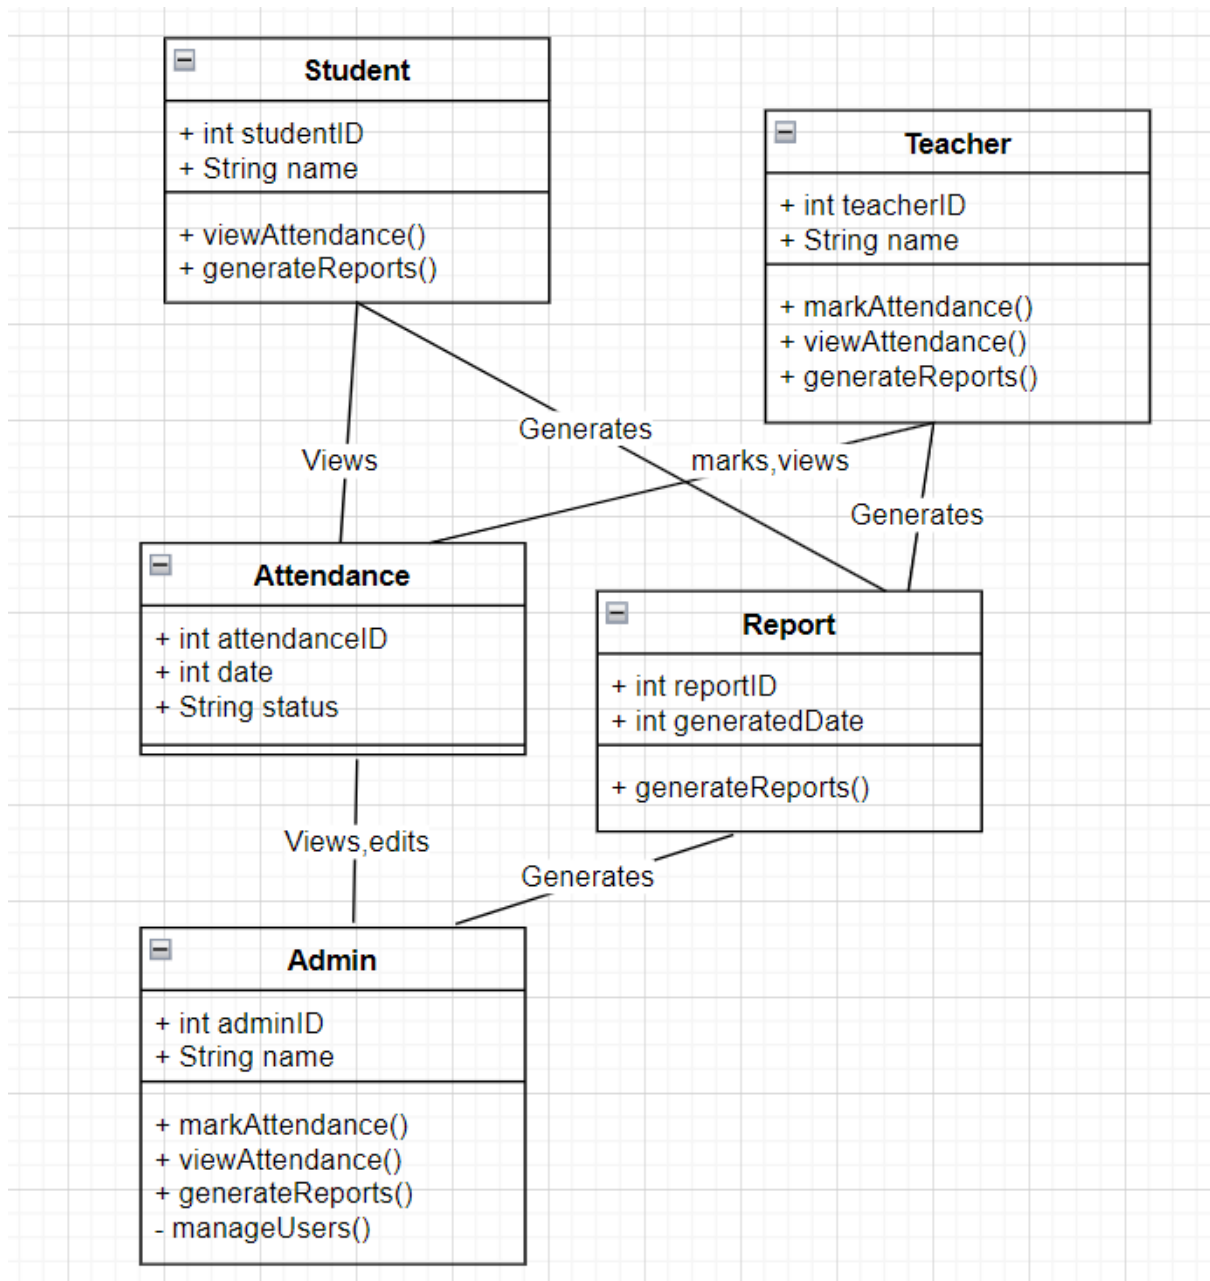 Student
+ int studentID
+ String name
+ viewAttendance()
+ generateReports()
Teacher
+ int teacherID
+ String name
+ markAttendance()
+ viewAttendance()
+ generateReports()
Generates
Views
marks,views
Generates
Attendance
+ int attendanceID
+ int date
+ String status
Report
+ int reportID
+ int generatedDate
+ generateReports()
Views,edits
Generates
Admin
+ int adminID
+ String name
+ markAttendance()
+ viewAttendance()
+ generateReports()
- manageUsers()